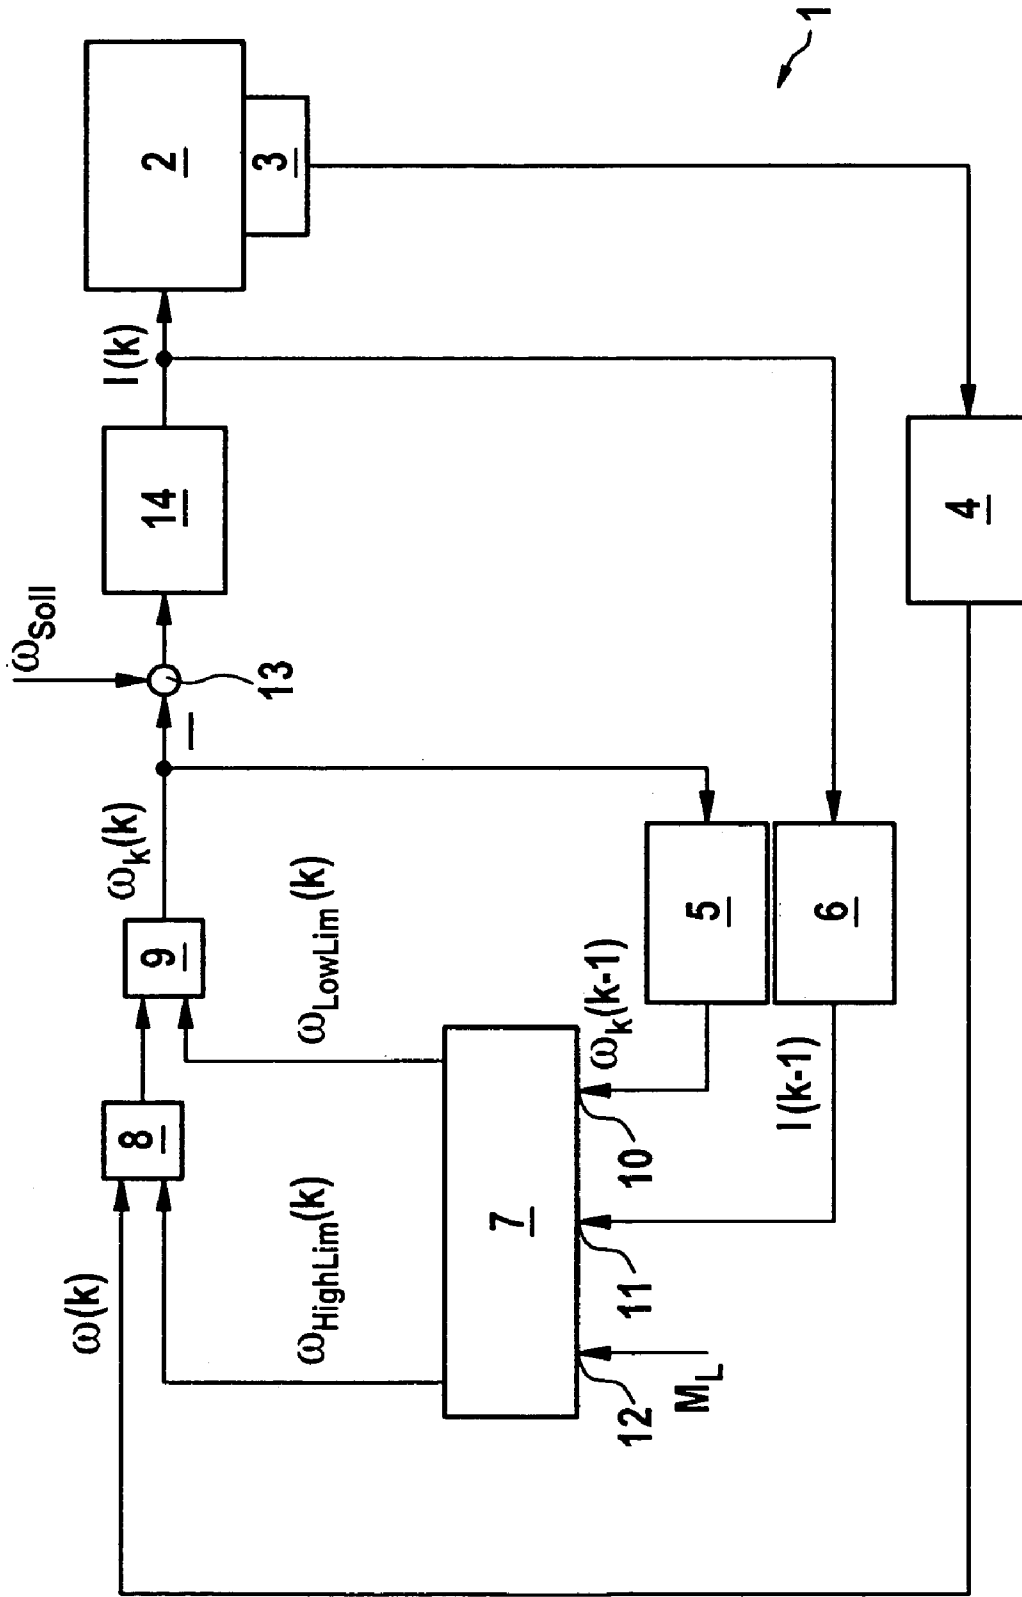 1
2
3
I(k)
14
ω_Soll
13
4
ω_k(k)
9
ω_LowLim(k)
5
6
ω_k(k-1)
I(k-1)
8
ω(k)
ω_HighLim(k)
7
10
11
12
M_L